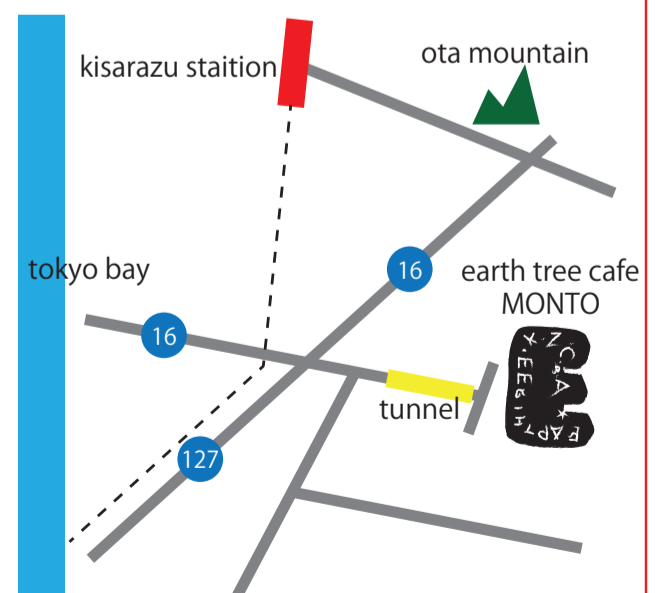 kisarazu staition
ota mountain
tokyo bay
16
earth tree cafe
MONTO
16
tunnel
127